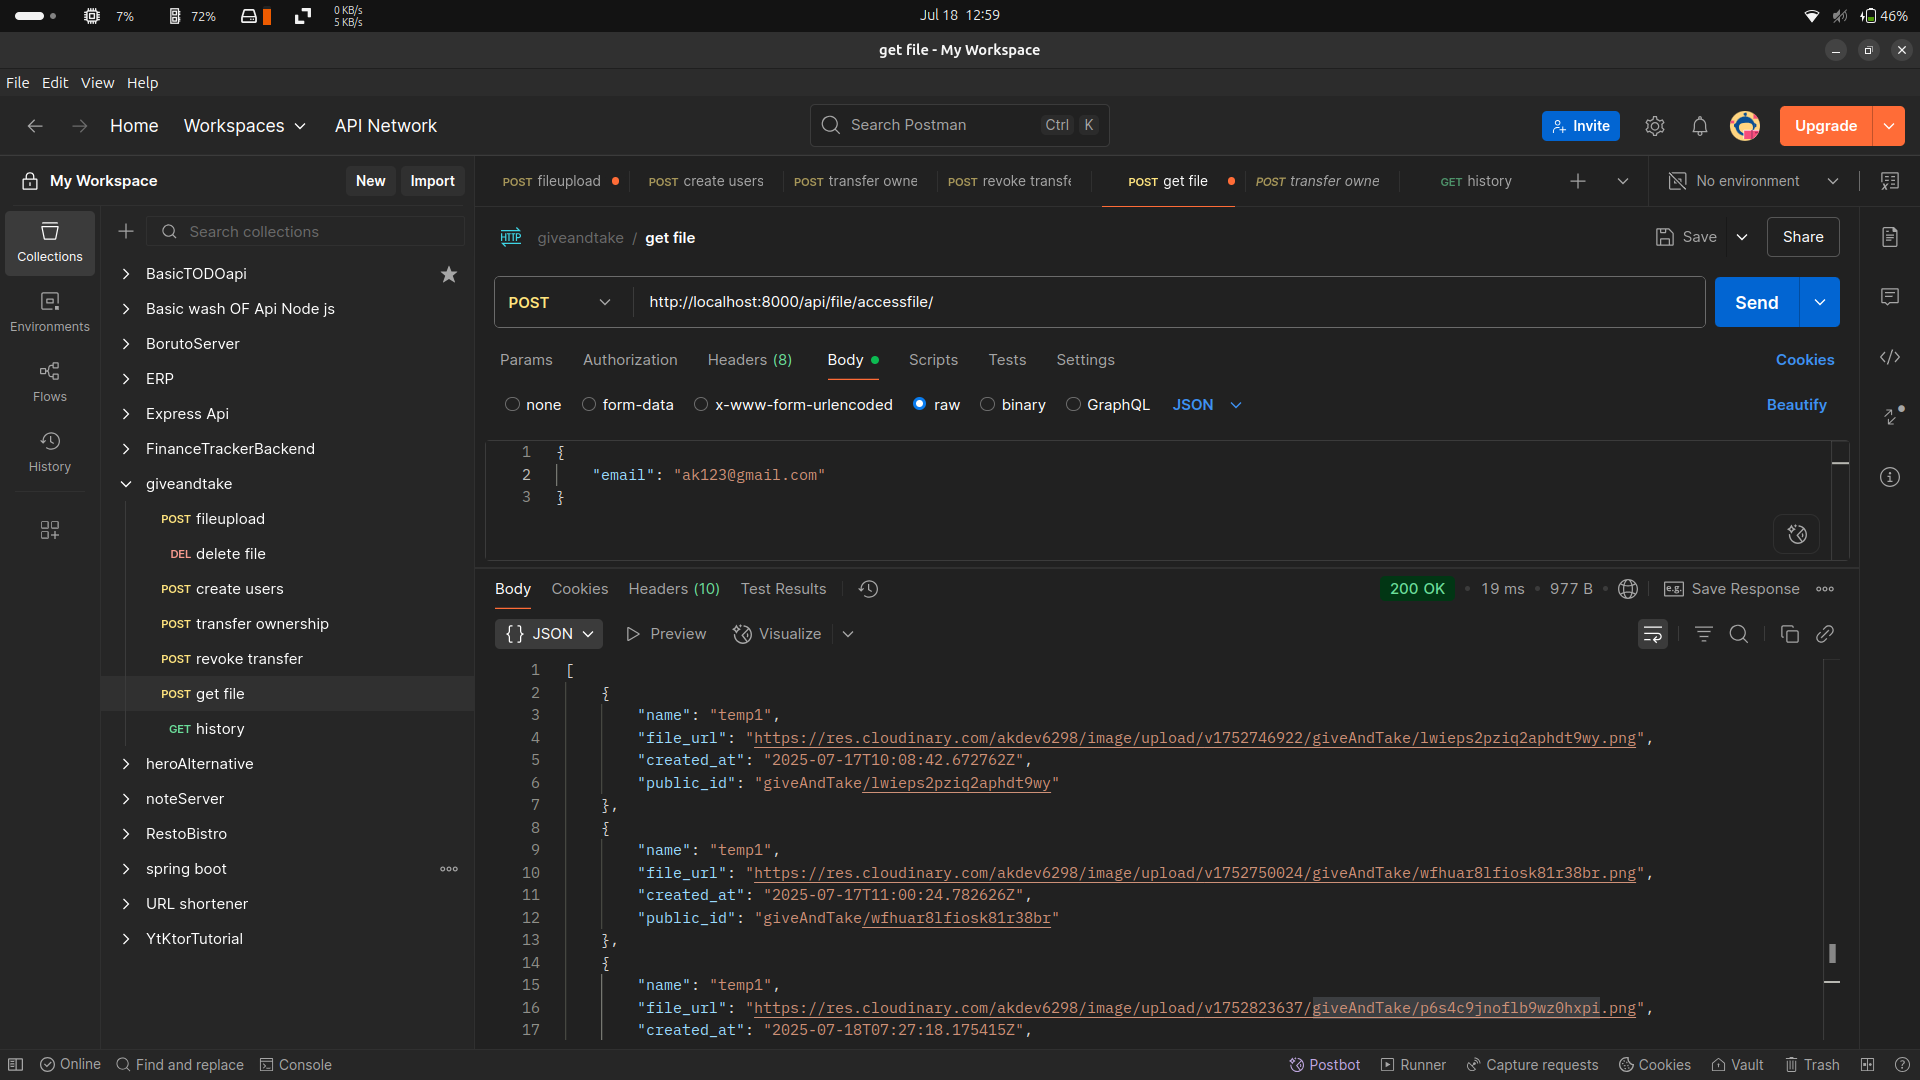 7%
72%
0 KB/s
5 KB/s
Jul 18 12:59
46%
get file - My Workspace
File Edit View Help
Home Workspaces API Network
Search Postman Ctrl K
Invite
Upgrade
My Workspace New Import
POST fileupload
POST create users
POST transfer owne
POST revoke transfe
POST get file
POST transfer owne
GET history
No environment
Collections
Environments
Flows
History
Search collections
BasicTODOapi
Basic wash OF Api Node js
BorutoServer
ERP
Express Api
FinanceTrackerBackend
giveandtake
POST fileupload
DEL delete file
POST create users
POST transfer ownership
POST revoke transfer
POST get file
GET history
heroAlternative
noteServer
RestoBistro
spring boot
URL shortener
YtKtorTutorial
HTTP giveandtake / get file
Save Share
POST http://localhost:8000/api/file/accessfile/ Send
Params Authorization Headers (8) Body Scripts Tests Settings Cookies
none form-data x-www-form-urlencoded raw binary GraphQL JSON Beautify
1 {
2 "email": "ak123@gmail.com"
3 }
Body Cookies Headers (10) Test Results 200 OK • 19 ms • 977 B • e.g. Save Response
{} JSON Preview Visualize
1 [
2 {
3 "name": "temp1",
4 "file_url": "https://res.cloudinary.com/akdev6298/image/upload/v1752746922/giveAndTake/lwieps2pziq2aphdt9wy.png",
5 "created_at": "2025-07-17T10:08:42.672762Z",
6 "public_id": "giveAndTake/lwieps2pziq2aphdt9wy"
7 },
8 {
9 "name": "temp1",
10 "file_url": "https://res.cloudinary.com/akdev6298/image/upload/v1752750024/giveAndTake/wfhuar8lfiosk81r38br.png",
11 "created_at": "2025-07-17T11:00:24.782626Z",
12 "public_id": "giveAndTake/wfhuar8lfiosk81r38br"
13 },
14 {
15 "name": "temp1",
16 "file_url": "https://res.cloudinary.com/akdev6298/image/upload/v1752823637/giveAndTake/p6s4c9jnoflb9wz0hxpi.png",
17 "created_at": "2025-07-18T07:27:18.175415Z",
Online Find and replace Console Postbot Runner Capture requests Cookies Vault Trash